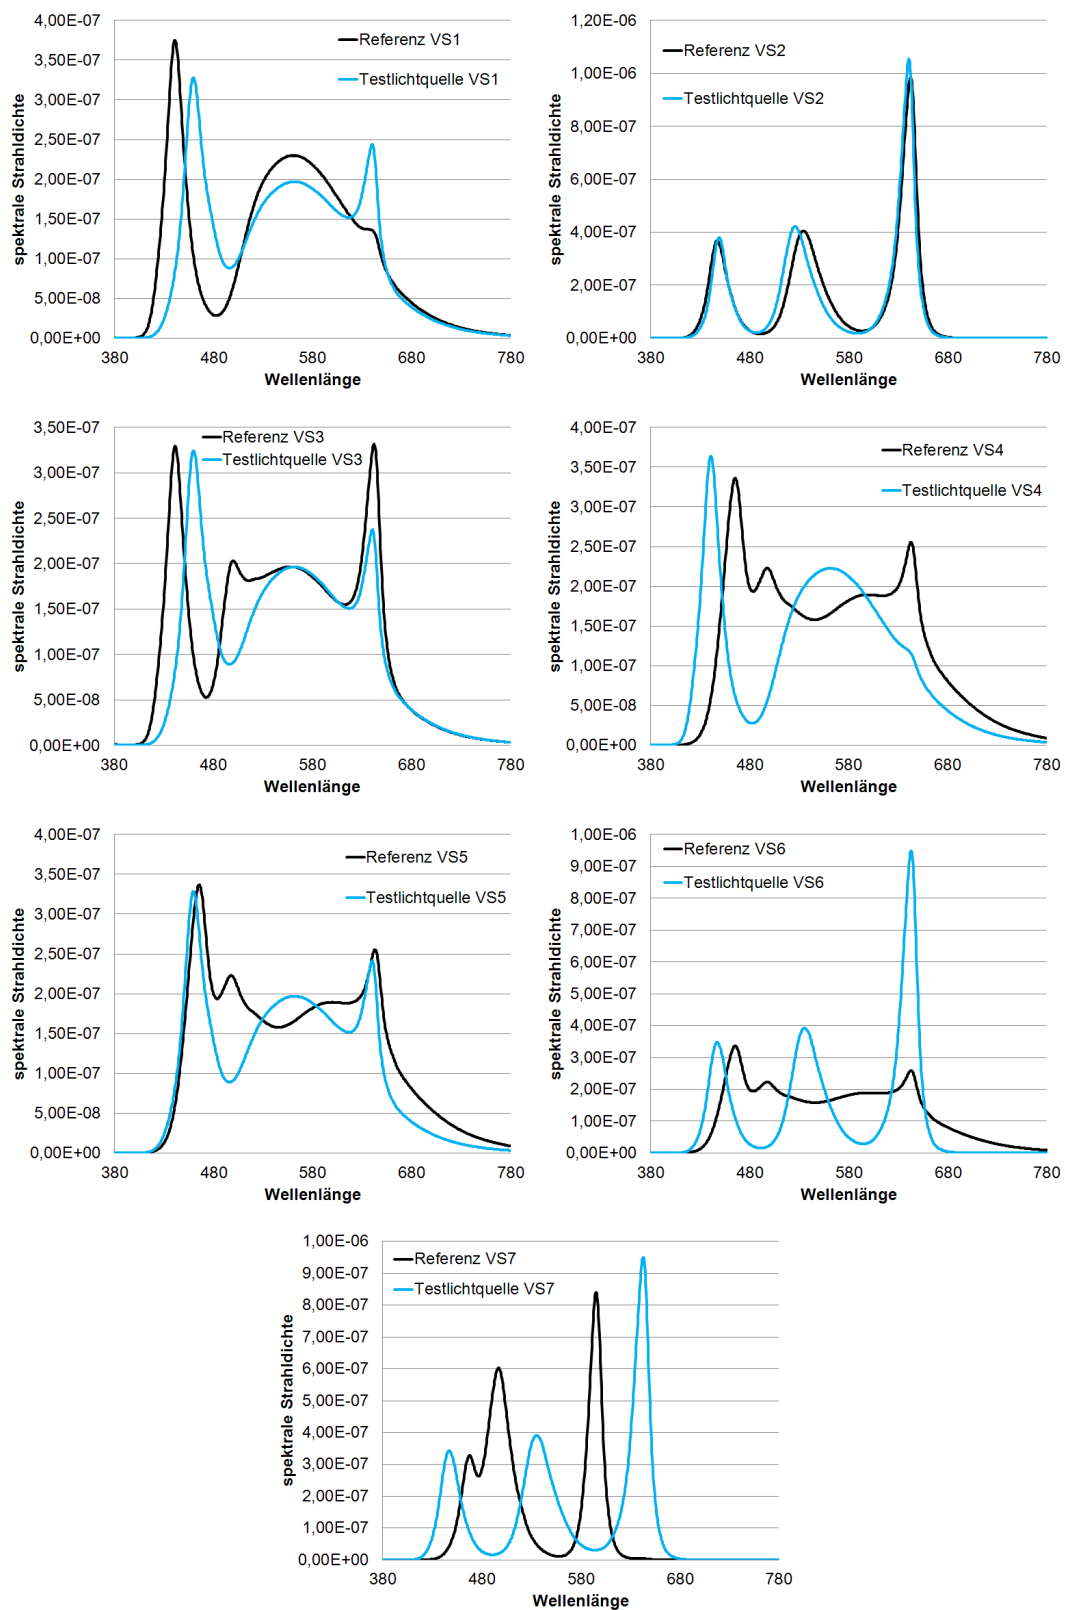 4,00E-07
3,50E-07
3,00E-07
2,50E-07
2,00E-07
1,50E-07
1,00E-07
5,00E-08
0,00E+00
spektrale Strahldichte
Referenz VS1
Testlichtquelle VS1
380 480 580 680 780
Wellenlänge
1,20E-06
1,00E-06
8,00E-07
6,00E-07
4,00E-07
2,00E-07
0,00E+00
spektrale Strahldichte
Referenz VS2
Testlichtquelle VS2
380 480 580 680 780
Wellenlänge
3,50E-07
3,00E-07
2,50E-07
2,00E-07
1,50E-07
1,00E-07
5,00E-08
0,00E+00
spektrale Strahldichte
Referenz VS3
Testlichtquelle VS3
380 480 580 680 780
Wellenlänge
4,00E-07
3,50E-07
3,00E-07
2,50E-07
2,00E-07
1,50E-07
1,00E-07
5,00E-08
0,00E+00
spektrale Strahldichte
Referenz VS4
Testlichtquelle VS4
380 480 580 680 780
Wellenlänge
4,00E-07
3,50E-07
3,00E-07
2,50E-07
2,00E-07
1,50E-07
1,00E-07
5,00E-08
0,00E+00
spektrale Strahldichte
Referenz VS5
Testlichtquelle VS5
380 480 580 680 780
Wellenlänge
1,00E-06
9,00E-07
8,00E-07
7,00E-07
6,00E-07
5,00E-07
4,00E-07
3,00E-07
2,00E-07
1,00E-07
0,00E+00
spektrale Strahldichte
Referenz VS6
Testlichtquelle VS6
380 480 580 680 780
Wellenlänge
1,00E-06
9,00E-07
8,00E-07
7,00E-07
6,00E-07
5,00E-07
4,00E-07
3,00E-07
2,00E-07
1,00E-07
0,00E+00
spektrale Strahldichte
Referenz VS7
Testlichtquelle VS7
380 480 580 680 780
Wellenlänge